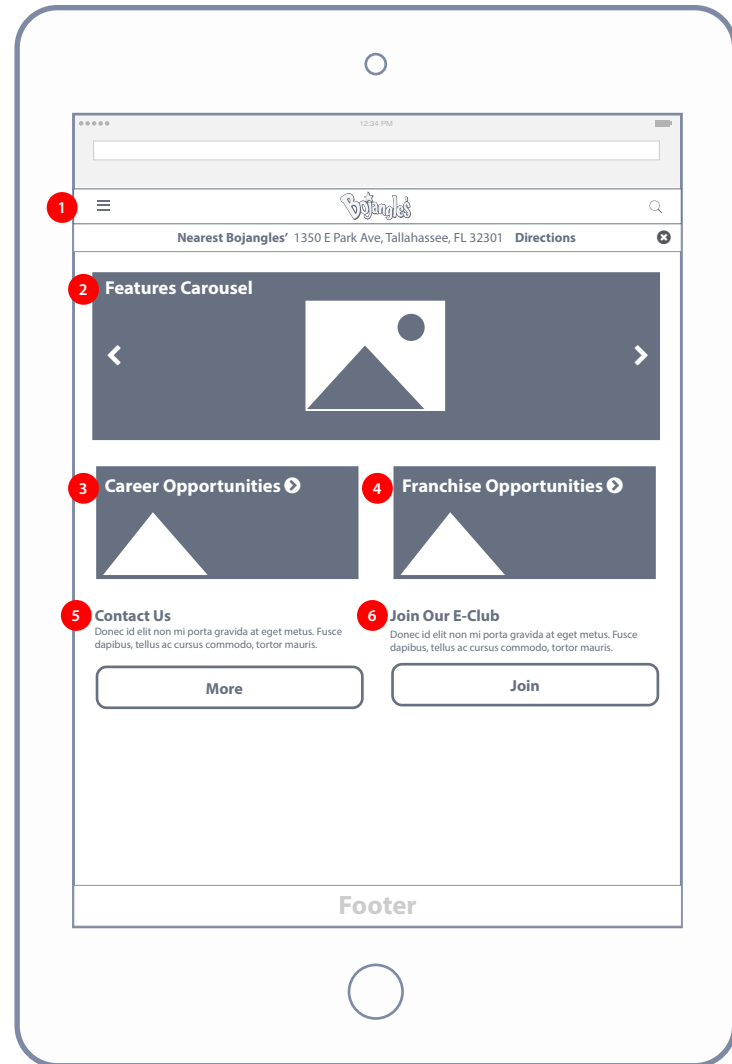 12:34 PM
1
Bojangles'
Nearest Bojangles’ 1350 E Park Ave, Tallahassee, FL 32301 Directions
2
Features Carousel
3
Career Opportunities
4
Franchise Opportunities
5
Contact Us
Donec id elit non mi porta gravida at eget metus. Fusce
dapibus, tellus ac cursus commodo, tortor mauris.
More
6
Join Our E-Club
Donec id elit non mi porta gravida at eget metus. Fusce
dapibus, tellus ac cursus commodo, tortor mauris.
Join
Footer